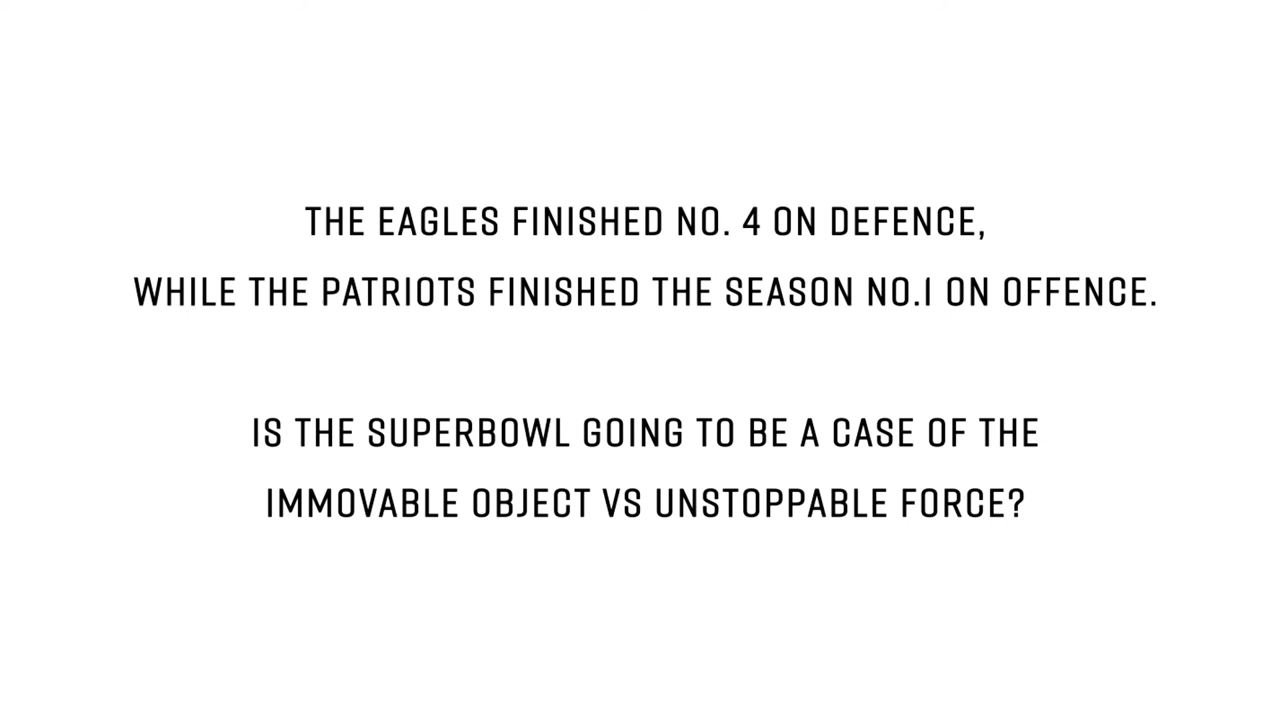 THE EAGLES FINISHED NO. 4 ON DEFENCE,
WHILE THE PATRIOTS FINISHED THE SEASON NO.1 ON OFFENCE.
IS THE SUPERBOWL GOING TO BE A CASE OF THE
IMMOVABLE OBJECT VS UNSTOPPABLE FORCE?